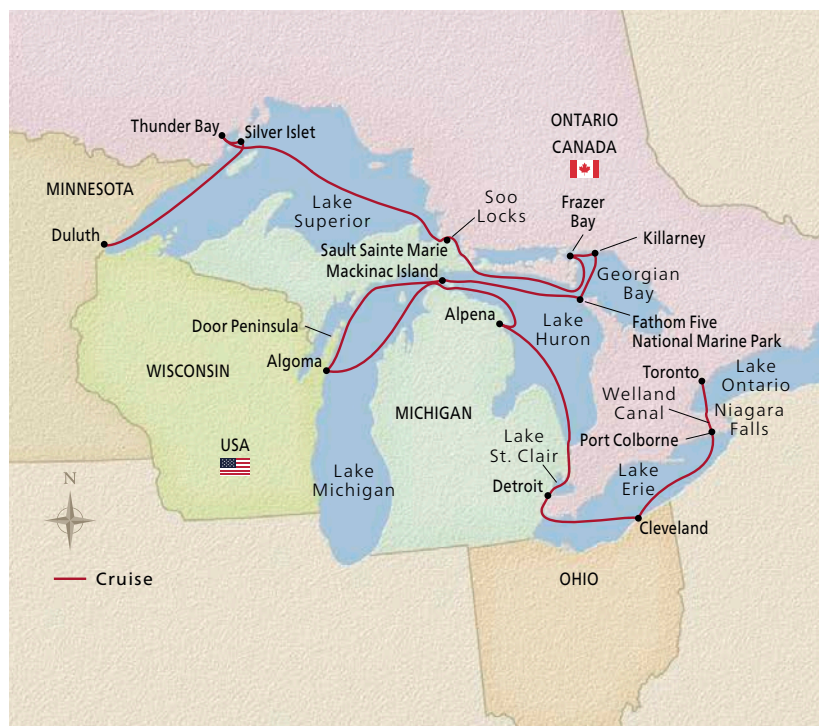 ONTARIO
CANADA
Thunder Bay
Silver Islet
MINNESOTA
Lake
Superior
Soo
Locks
Frazer
Bay
Killarney
Duluth
Sault Sainte Marie
Mackinac Island
Georgian
Bay
Door Peninsula
Alpena
Lake
Huron
Fathom Five
National Marine Park
Algoma
WISCONSIN
Toronto
Lake
Ontario
MICHIGAN
Welland
Canal
Niagara
Falls
USA
Port Colborne
Lake
St. Clair
Lake
Michigan
Lake
Erie
N
Detroit
Cleveland
Cruise
OHIO